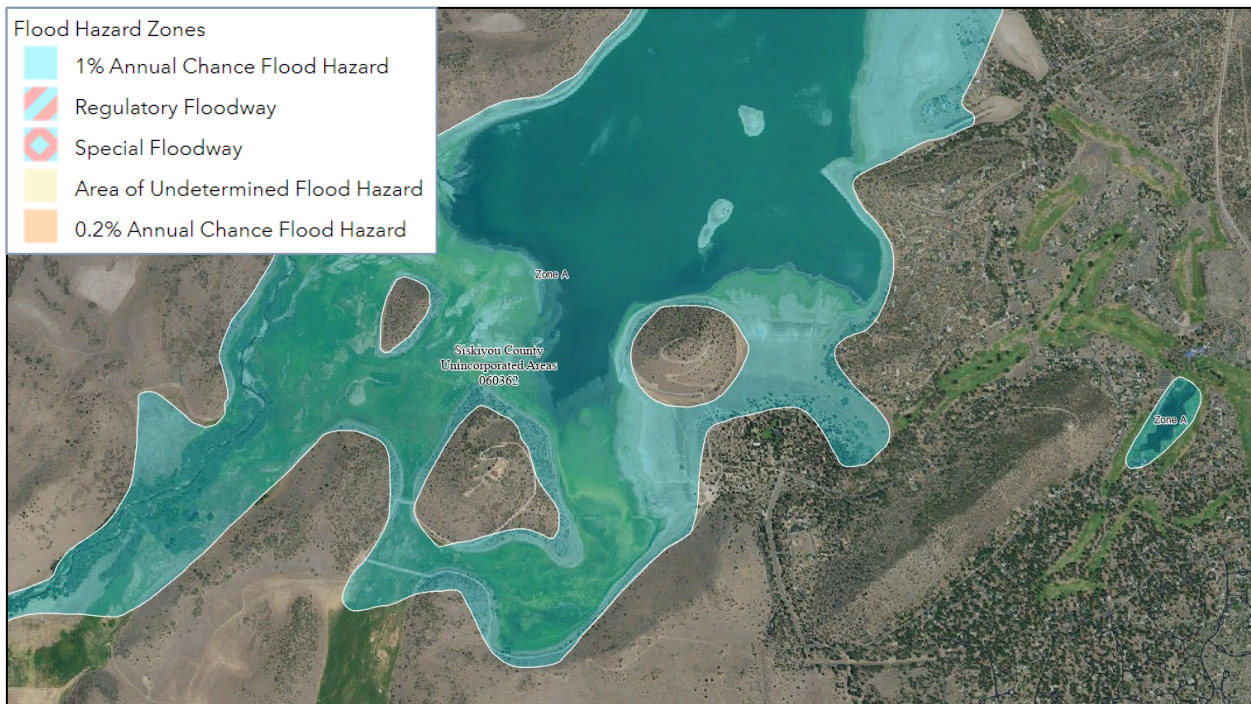 Flood Hazard Zones
1% Annual Chance Flood Hazard
Regulatory Floodway
Special Floodway
Area of Undetermined Flood Hazard
0.2% Annual Chance Flood Hazard
Zone A
Siskiyou County
Unincorporated Areas
060362
Zone A